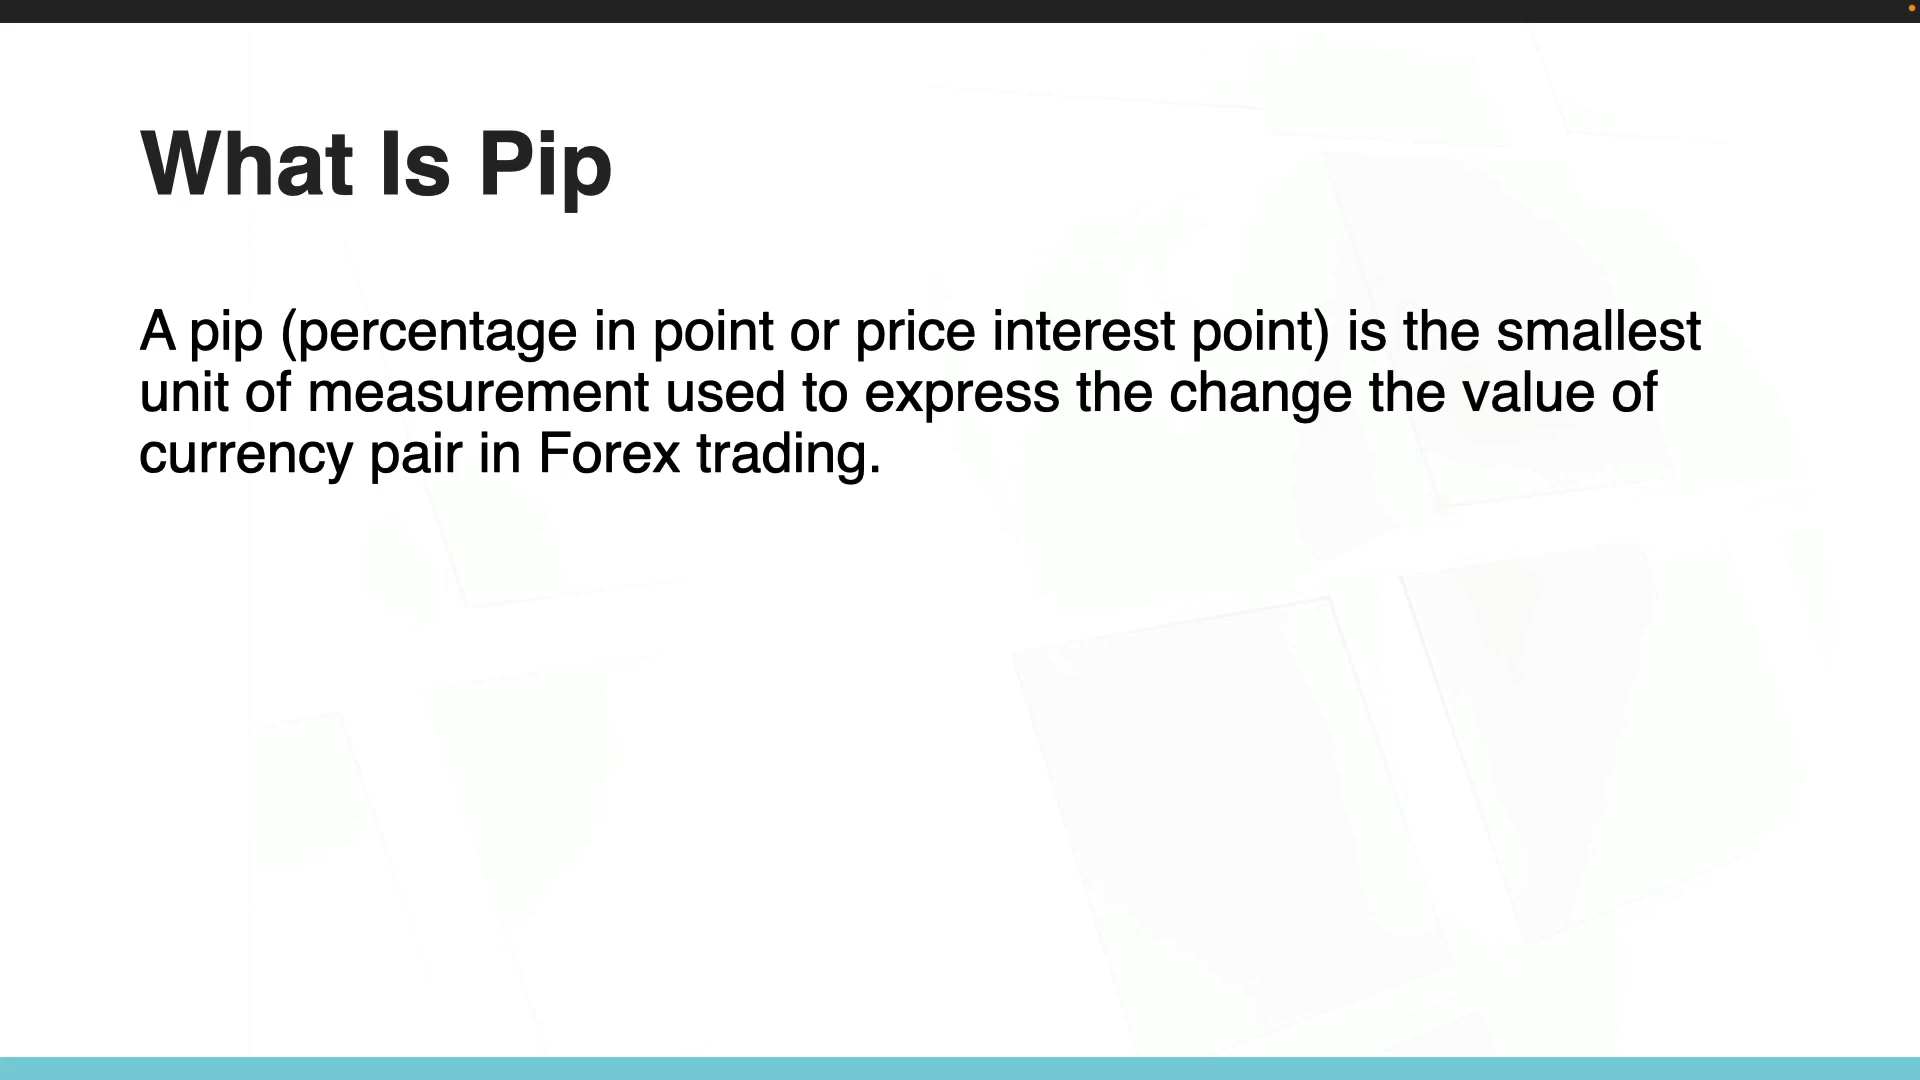 What Is Pip
A pip (percentage in point or price interest point) is the smallest
unit of measurement used to express the change the value of
currency pair in Forex trading.